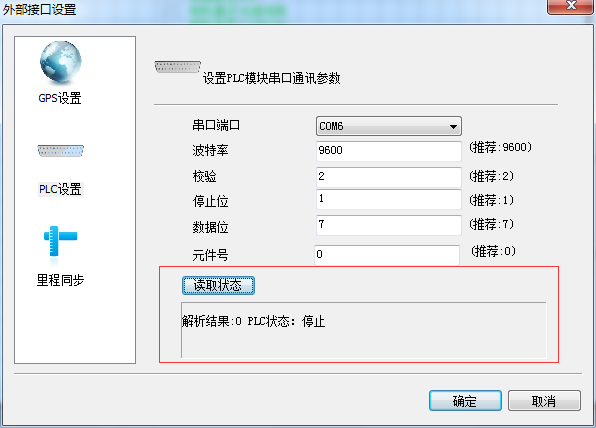 外部接口设置
GPS设置
PLC设置
里程同步
设置PLC模块串口通讯参数
串口端口 COM6
波特率 9600 (推荐:9600)
校验 2 (推荐:2)
停止位 1 (推荐:1)
数据位 7 (推荐:7)
元件号 0 (推荐:0)
读取状态
解析结果:0 PLC状态: 停止
确定 取消